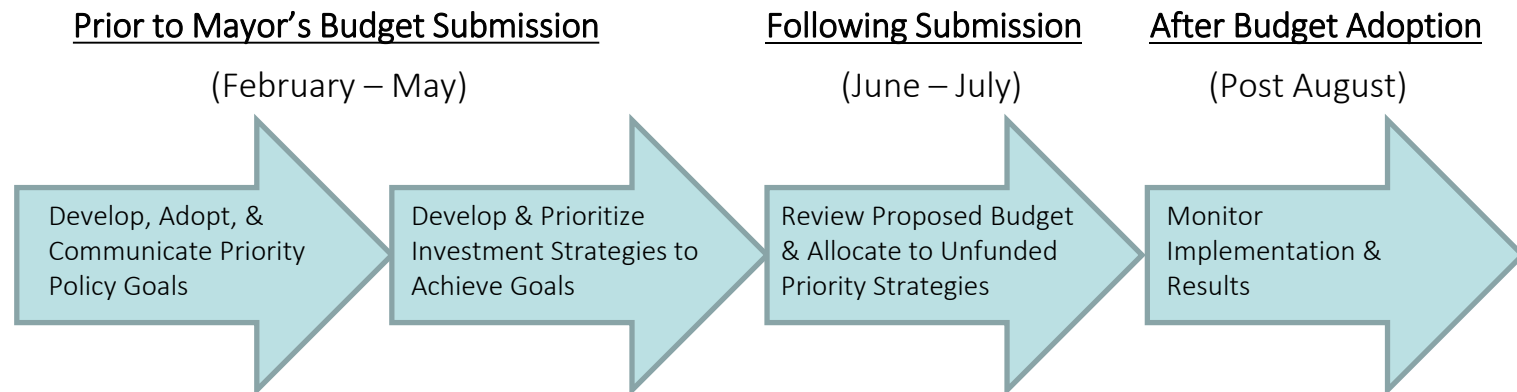 Prior to Mayor’s Budget Submission
(February – May)
Following Submission
(June – July)
After Budget Adoption
(Post August)
Develop, Adopt, &
Communicate Priority
Policy Goals
Develop & Prioritize
Investment Strategies to
Achieve Goals
Review Proposed Budget
& Allocate to Unfunded
Priority Strategies
Monitor
Implementation &
Results